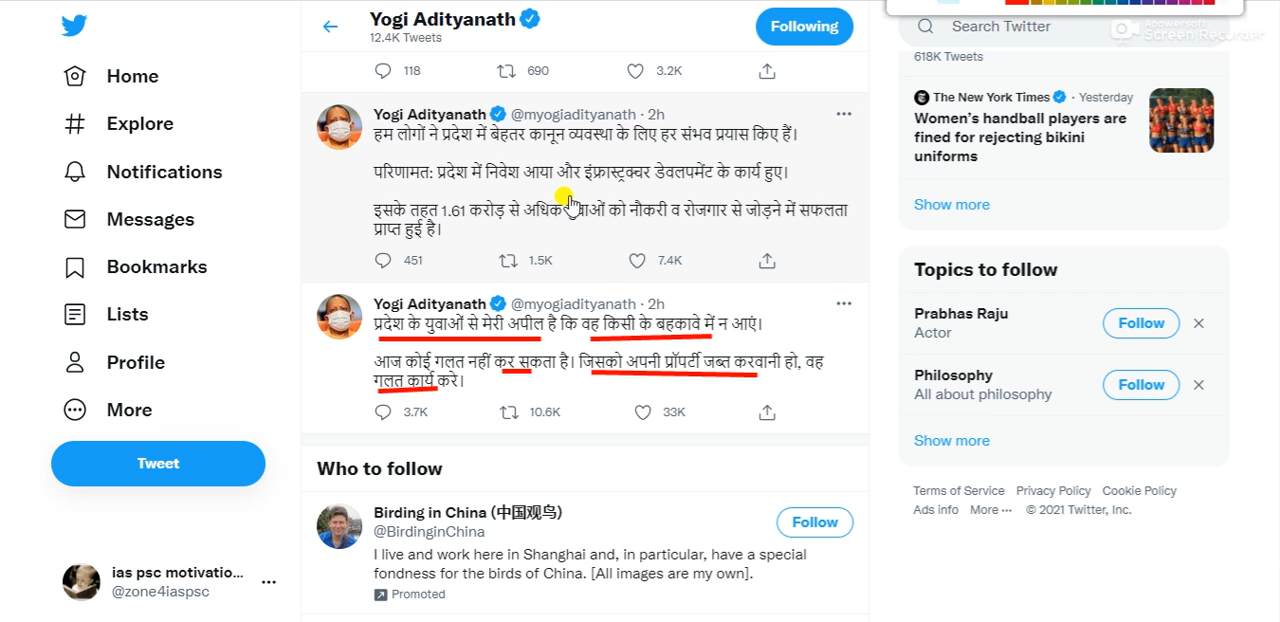 Yogi Adityanath
12.4K Tweets
Following
118 690 3.2K
Yogi Adityanath @myogiadityanath · 2h
हम लोगों ने प्रदेश में बेहतर कानून व्यवस्था के लिए हर संभव प्रयास किए हैं।
परिणामत: प्रदेश में निवेश आया और इंफ्रास्ट्रक्चर डेवलपमेंट के कार्य हुए।
इसके तहत 1.61 करोड़ से अधिक को नौकरी व रोजगार से जोड़ने में सफलता
प्राप्त हुई है।
451 1.5K 7.4K
Yogi Adityanath @myogiadityanath · 2h
प्रदेश के युवाओं से मेरी अपील है कि वह किसी के बहकावे में न आएं।
आज कोई गलत नहीं कर सकता है। जिसको अपनी प्रॉपर्टी जब्त करवानी हो, वह
गलत कार्य करे।
3.7K 10.6K 33K
Who to follow
Birding in China (中国观鸟)
@BirdinginChina
Follow
I live and work here in Shanghai and, in particular, have a special
fondness for the birds of China. [All images are my own].
Promoted
Home
Explore
Notifications
Messages
Bookmarks
Lists
Profile
More
Tweet
ias psc motivatio...
@zone4iaspsc
Search Twitter
Apowersoft
Screen Recorder
618K Tweets
The New York Times · Yesterday
Women's handball players are
fined for rejecting bikini
uniforms
Show more
Topics to follow
Prabhas Raju
Actor
Follow
Philosophy
All about philosophy
Follow
Show more
Terms of Service Privacy Policy Cookie Policy
Ads info More ··· © 2021 Twitter, Inc.